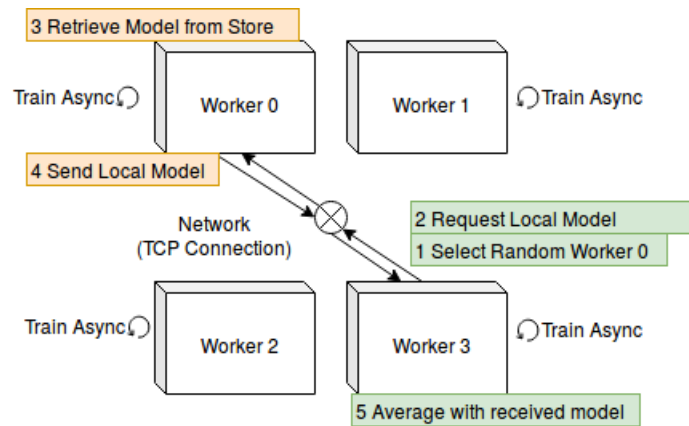 3 Retrieve Model from Store
Train Async
Worker 0
Worker 1
Train Async
4 Send Local Model
Network
(TCP Connection)
2 Request Local Model
1 Select Random Worker 0
Train Async
Worker 2
Worker 3
Train Async
5 Average with received model